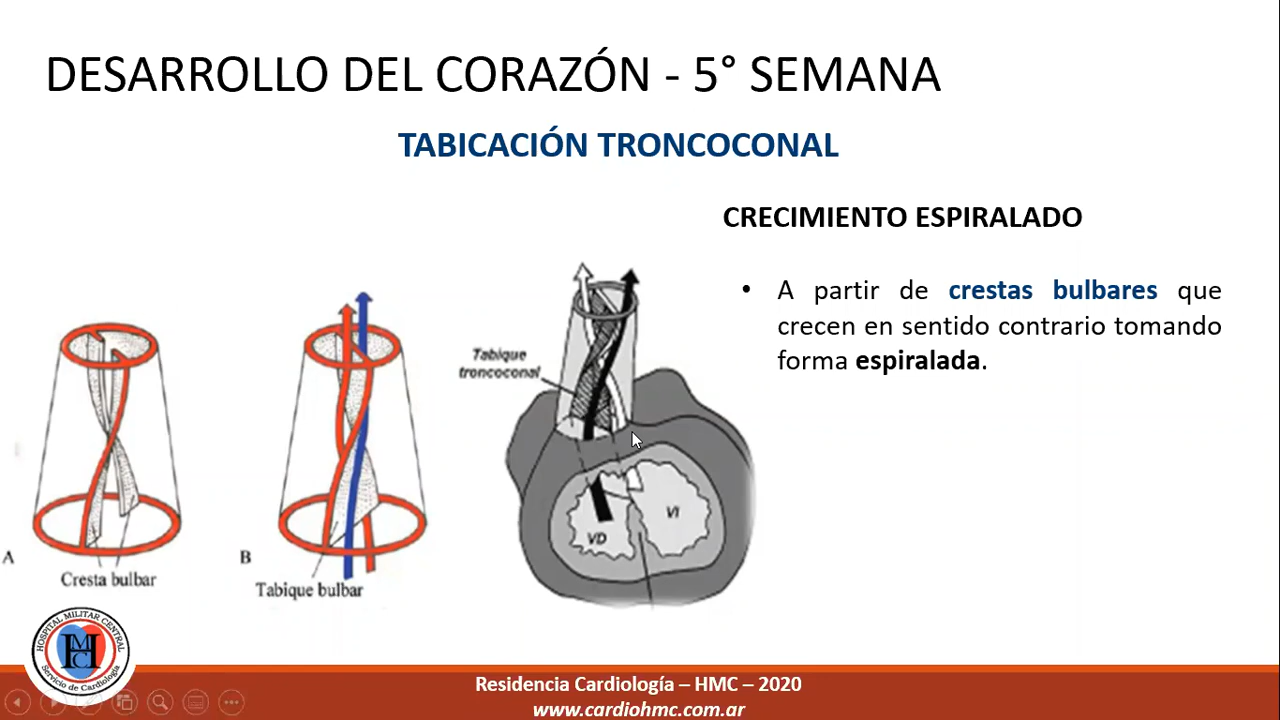 DESARROLLO DEL CORAZÓN - 5° SEMANA
TABICACIÓN TRONCOCONAL
CRECIMIENTO ESPIRALADO
• A partir de crestas bulbares que
crecen en sentido contrario tomando
forma espiralada.
Tabique
troncoconal
VD
VI
A
Cresta bulbar
B
Tabique bulbar
HOSPITAL MILITAR CENTRAL
HMC
Servicio de Cardiología
Residencia Cardiología – HMC – 2020
www.cardiohmc.com.ar